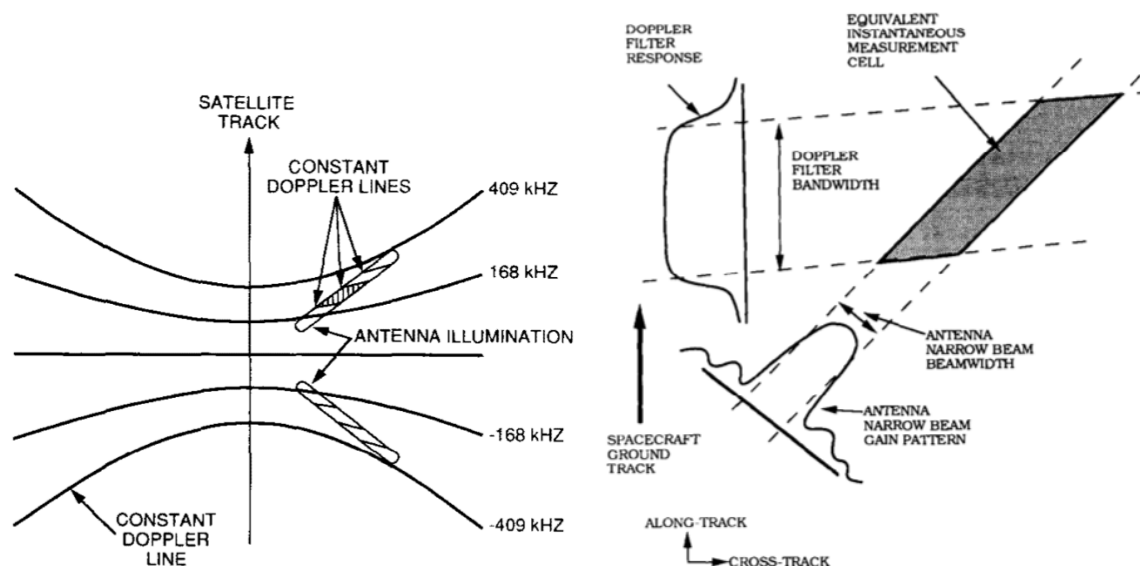 SATELLITE
TRACK
CONSTANT
DOPPLER LINES
409 kHZ
168 kHZ
ANTENNA ILLUMINATION
-168 kHZ
-409 kHZ
CONSTANT
DOPPLER
LINE
DOPPLER
FILTER
RESPONSE
EQUIVALENT
INSTANTANEOUS
MEASUREMENT
CELL
DOPPLER
FILTER
BANDWIDTH
ANTENNA
NARROW BEAM
BEAMWIDTH
ANTENNA
NARROW BEAM
GAIN PATTERN
SPACECRAFT
GROUND
TRACK
ALONG-TRACK
CROSS-TRACK